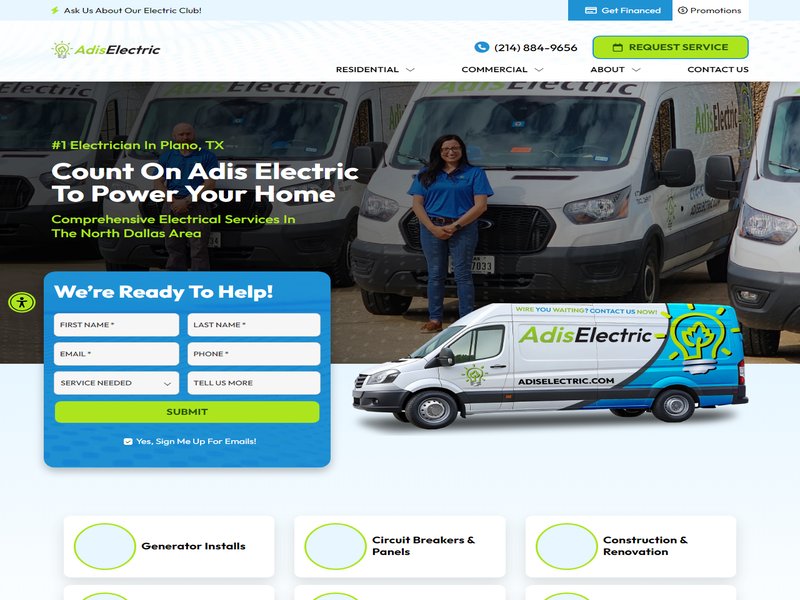 Ask Us About Our Electric Club!
Get Financed
Promotions
AdisElectric
(214) 884-9656
REQUEST SERVICE
RESIDENTIAL
COMMERCIAL
ABOUT
CONTACT US
#1 Electrician In Plano, TX
Count On Adis Electric
To Power Your Home
Comprehensive Electrical Services In
The North Dallas Area
We're Ready To Help!
FIRST NAME *
LAST NAME *
EMAIL *
PHONE *
SERVICE NEEDED
TELL US MORE
SUBMIT
Yes, Sign Me Up For Emails!
WIRE YOU WAITING? CONTACT US NOW!
AdisElectric
ADISELECTRIC.COM
Generator Installs
Circuit Breakers &
Panels
Construction &
Renovation